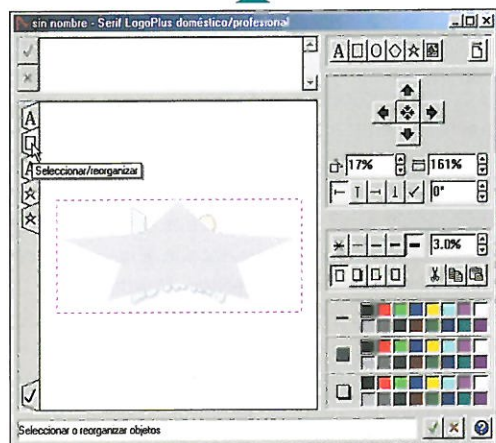 sin nombre - Serif LogoPlus doméstico/profesional
A
A
Seleccionar/reorganizar
A
17%
161%
0°
3.0%
Seleccionar o reorganizar objetos
?